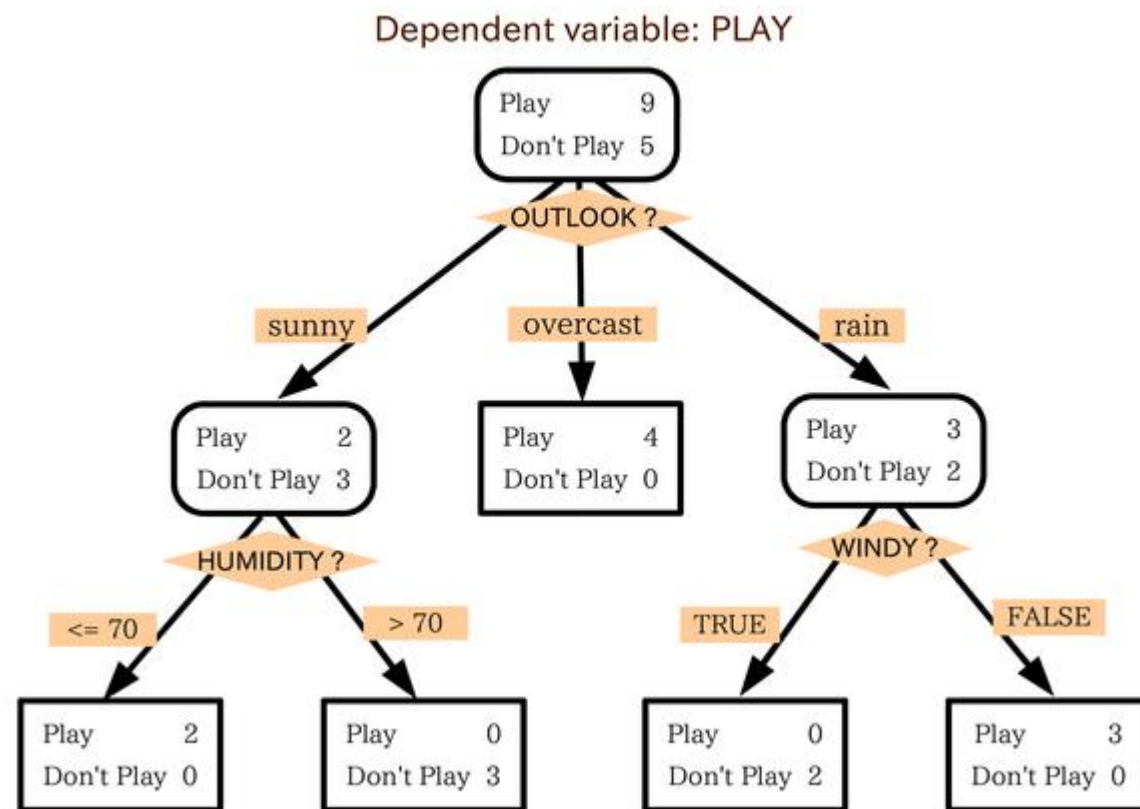 Dependent variable: PLAY
Play 9
Don't Play 5
OUTLOOK ?
sunny
overcast
rain
Play 2
Don't Play 3
Play 4
Don't Play 0
Play 3
Don't Play 2
HUMIDITY ?
WINDY ?
<= 70
> 70
TRUE
FALSE
Play 2
Don't Play 0
Play 0
Don't Play 3
Play 0
Don't Play 2
Play 3
Don't Play 0